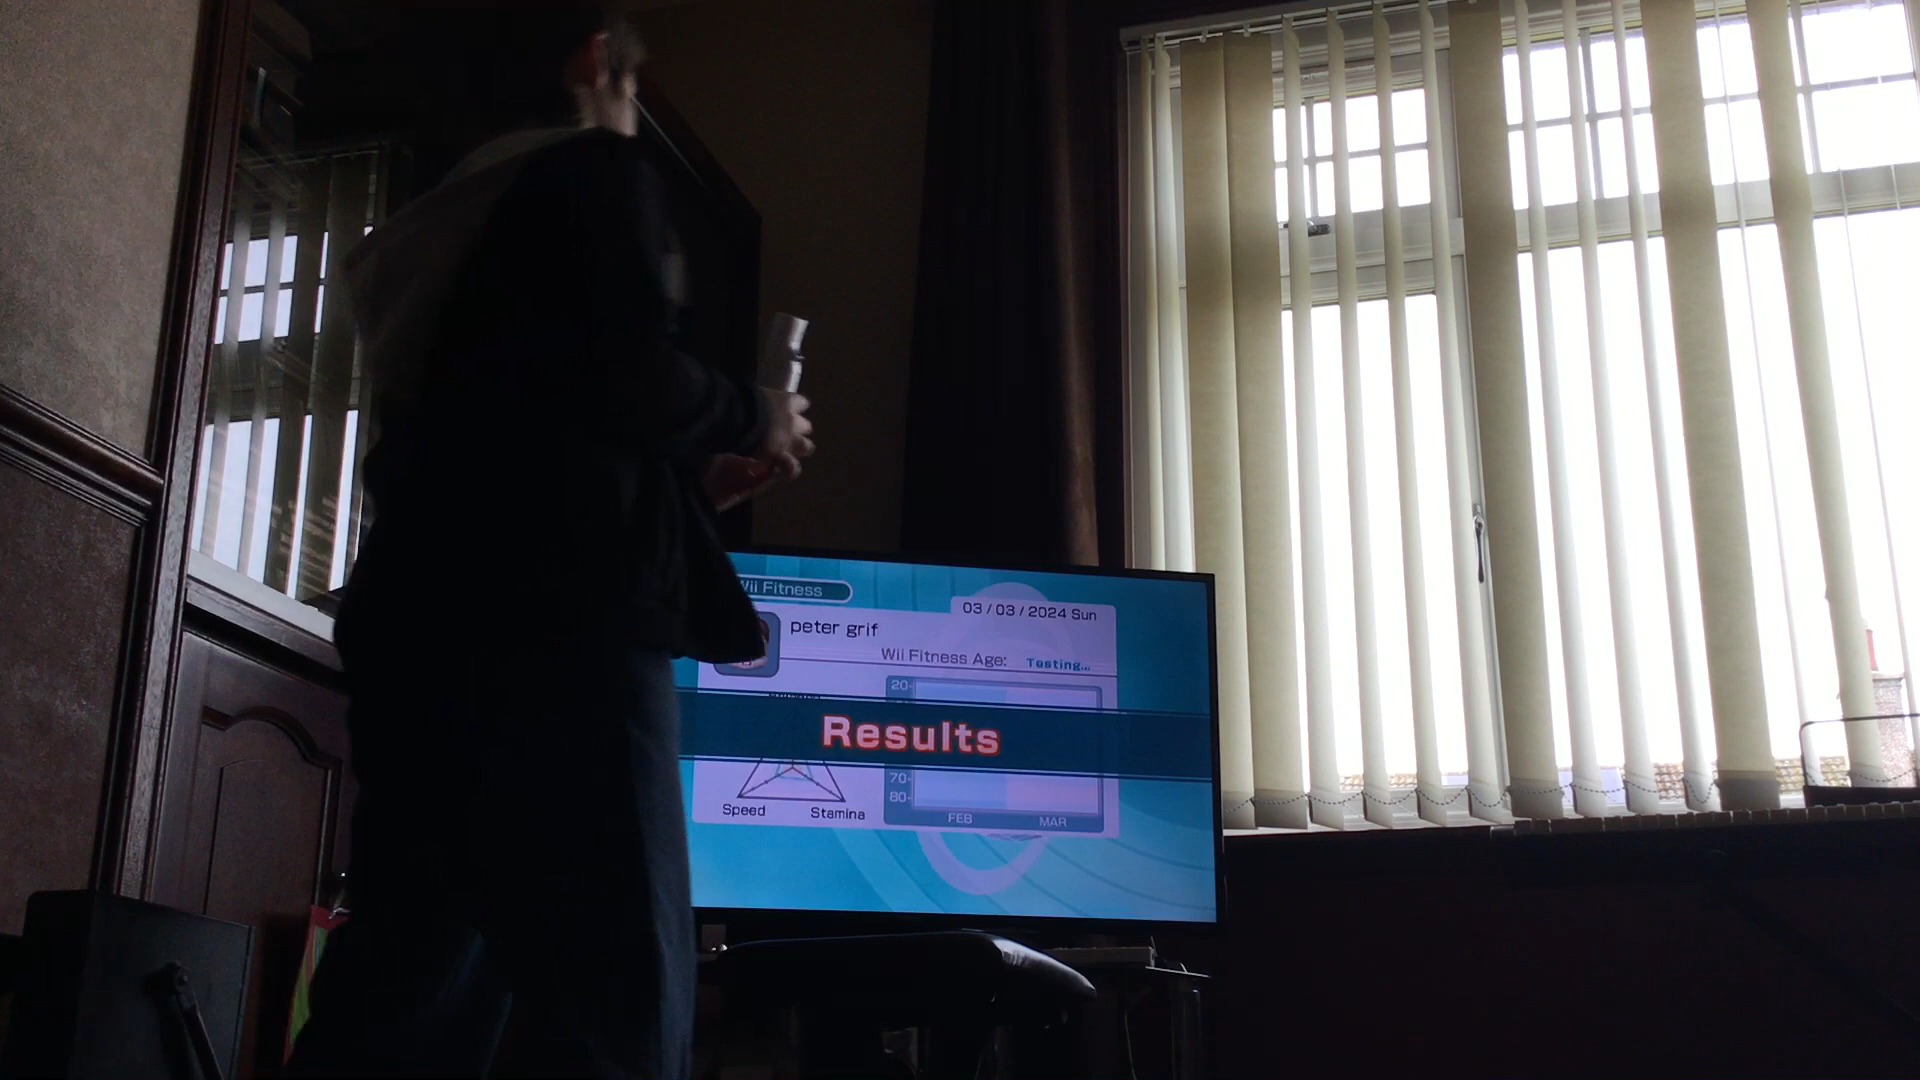 Wii Fitness
03 / 03 / 2024 Sun
peter grif
Wii Fitness Age: Testing...
20-
Results
70-
80-
Speed
Stamina
FEB
MAR